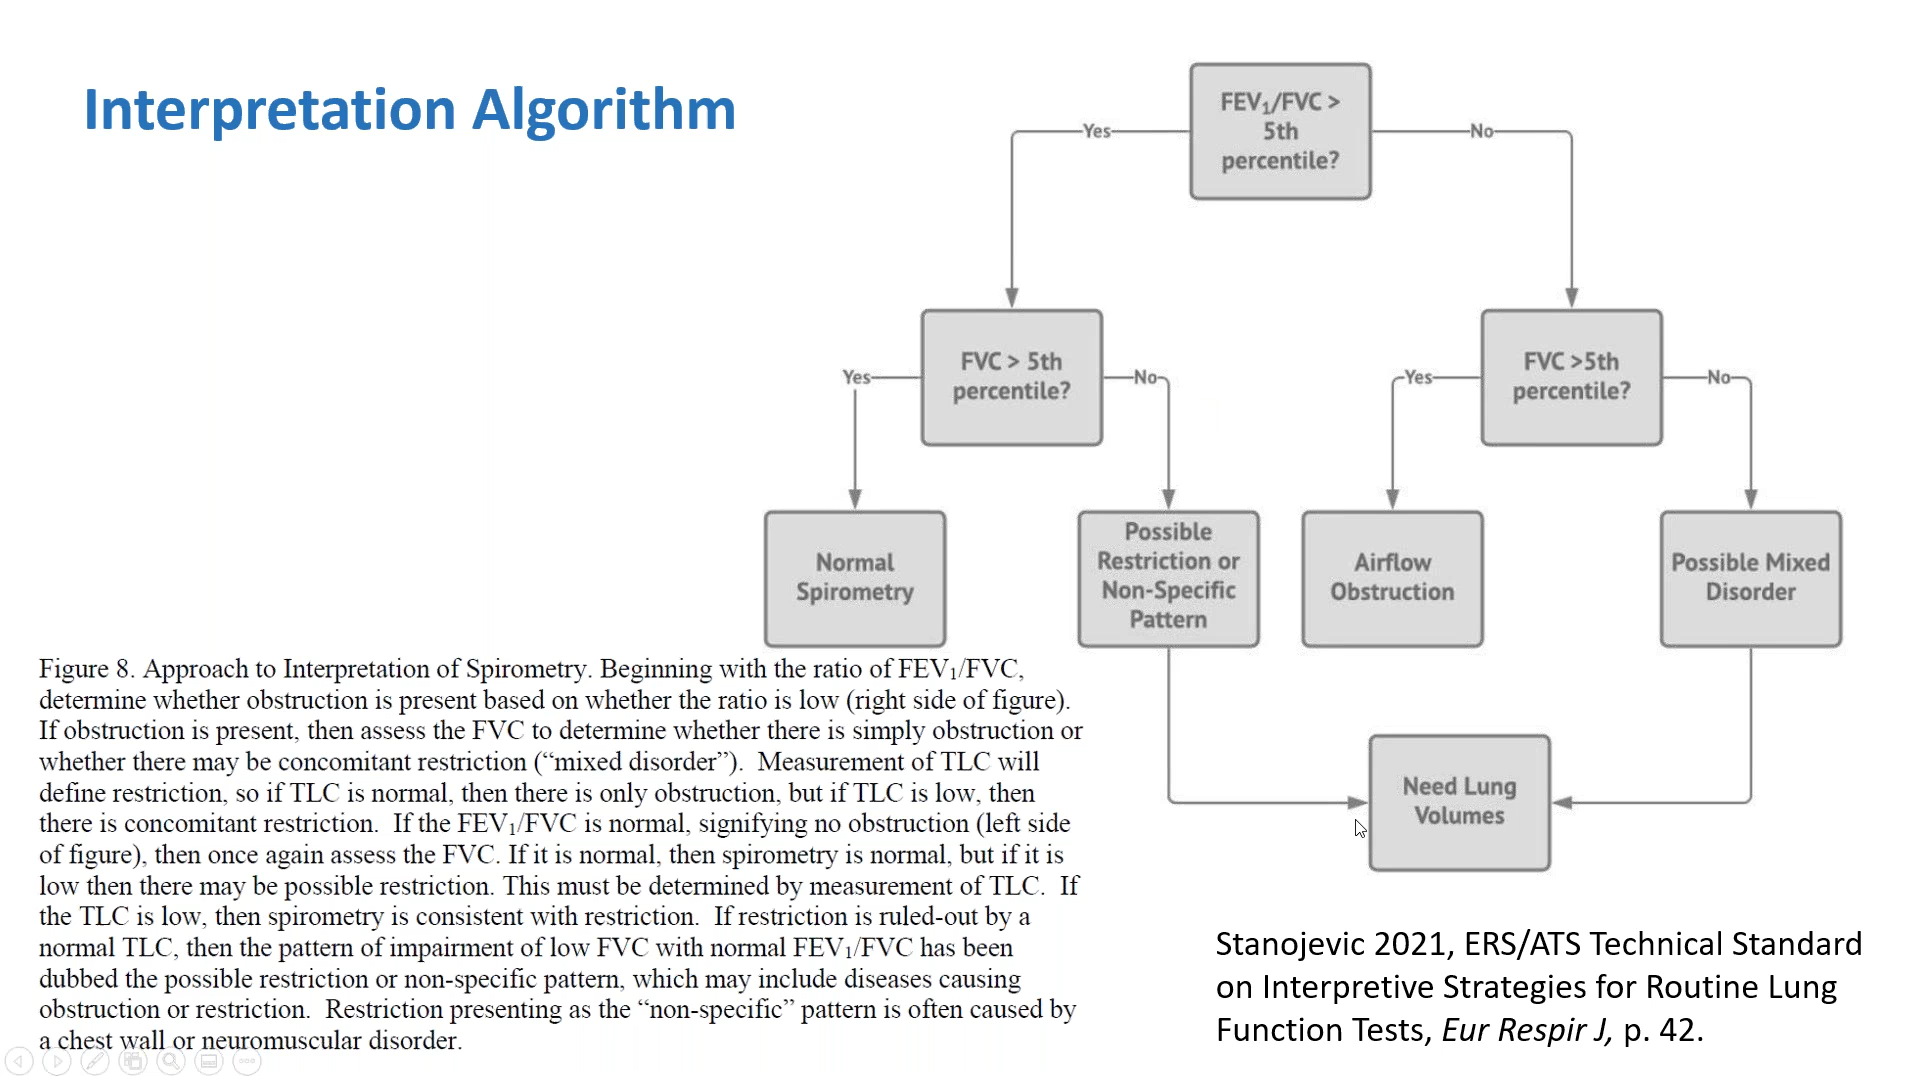 Interpretation Algorithm
FEV₁/FVC >
5th
percentile?
Yes
No
FVC > 5th
percentile?
FVC >5th
percentile?
Yes
No
Yes
No
Normal
Spirometry
Possible
Restriction or
Non-Specific
Pattern
Airflow
Obstruction
Possible Mixed
Disorder
Need Lung
Volumes
Figure 8. Approach to Interpretation of Spirometry. Beginning with the ratio of FEV₁/FVC,
determine whether obstruction is present based on whether the ratio is low (right side of figure).
If obstruction is present, then assess the FVC to determine whether there is simply obstruction or
whether there may be concomitant restriction (“mixed disorder”).  Measurement of TLC will
define restriction, so if TLC is normal, then there is only obstruction, but if TLC is low, then
there is concomitant restriction.  If the FEV₁/FVC is normal, signifying no obstruction (left side
of figure), then once again assess the FVC. If it is normal, then spirometry is normal, but if it is
low then there may be possible restriction. This must be determined by measurement of TLC.  If
the TLC is low, then spirometry is consistent with restriction.  If restriction is ruled-out by a
normal TLC, then the pattern of impairment of low FVC with normal FEV₁/FVC has been
dubbed the possible restriction or non-specific pattern, which may include diseases causing
obstruction or restriction.  Restriction presenting as the “non-specific” pattern is often caused by
a chest wall or neuromuscular disorder.
Stanojevic 2021, ERS/ATS Technical Standard
on Interpretive Strategies for Routine Lung
Function Tests, Eur Respir J, p. 42.